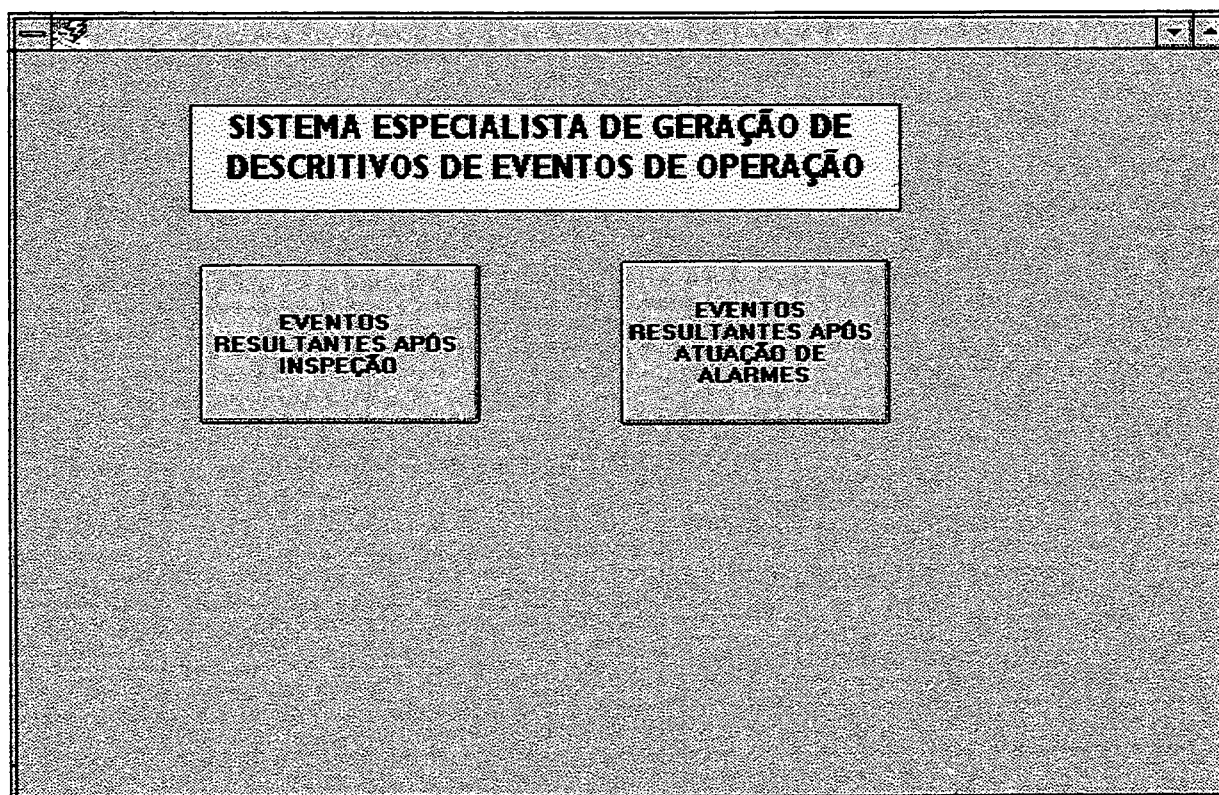 SISTEMA ESPECIALISTA DE GERAÇÃO DE
DESCRITIVOS DE EVENTOS DE OPERAÇÃO
EVENTOS
RESULTANTES APÓS
INSPEÇÃO
EVENTOS
RESULTANTES APÓS
ATUAÇÃO DE
ALARMES